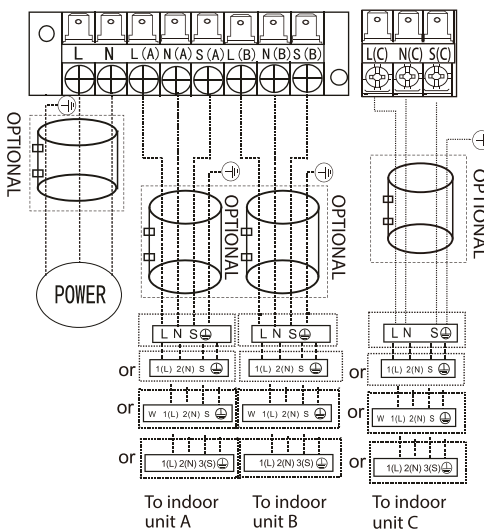 L N L(A) N(A) S(A) L(B) N(B) S(B)
L(C) N(C) S(C)
OPTIONAL
OPTIONAL
OPTIONAL
OPTIONAL
POWER
L N S
L N S
L N S
or
1(L) 2(N) S
1(L) 2(N) S
or
1(L) 2(N) S
or
W 1(L) 2(N) S
W 1(L) 2(N) S
or
W 1(L) 2(N) S
or
1(L) 2(N) 3(S)
1(L) 2(N) 3(S)
or
1(L) 2(N) 3(S)
To indoor
unit A
To indoor
unit B
To indoor
unit C